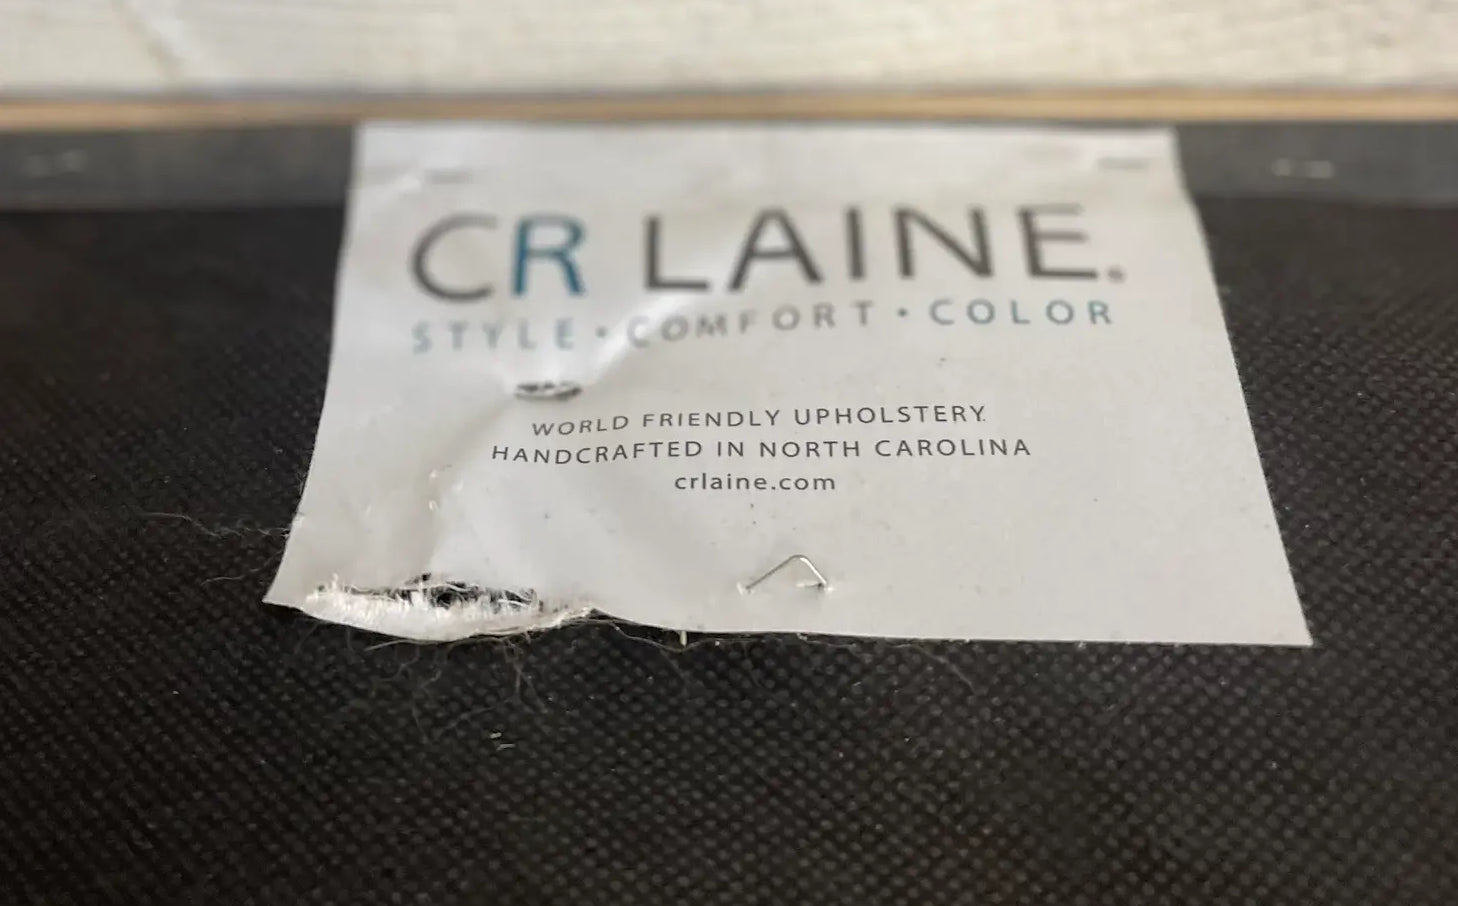 CR LAINE.
STYLE • COMFORT • COLOR
WORLD FRIENDLY UPHOLSTERY.
HANDCRAFTED IN NORTH CAROLINA
crlaine.com